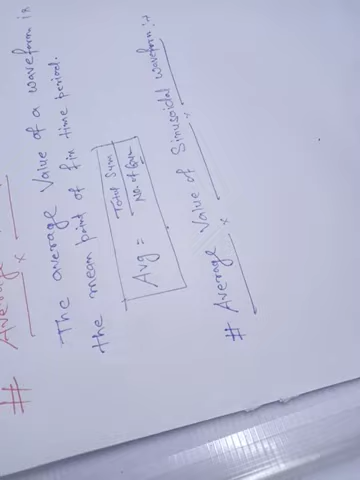 # Average
The average Value of a waveform is
the mean point of fix time period.
Avg = Total Sum
No. of
# Average Value of Sinusoidal waveform :-